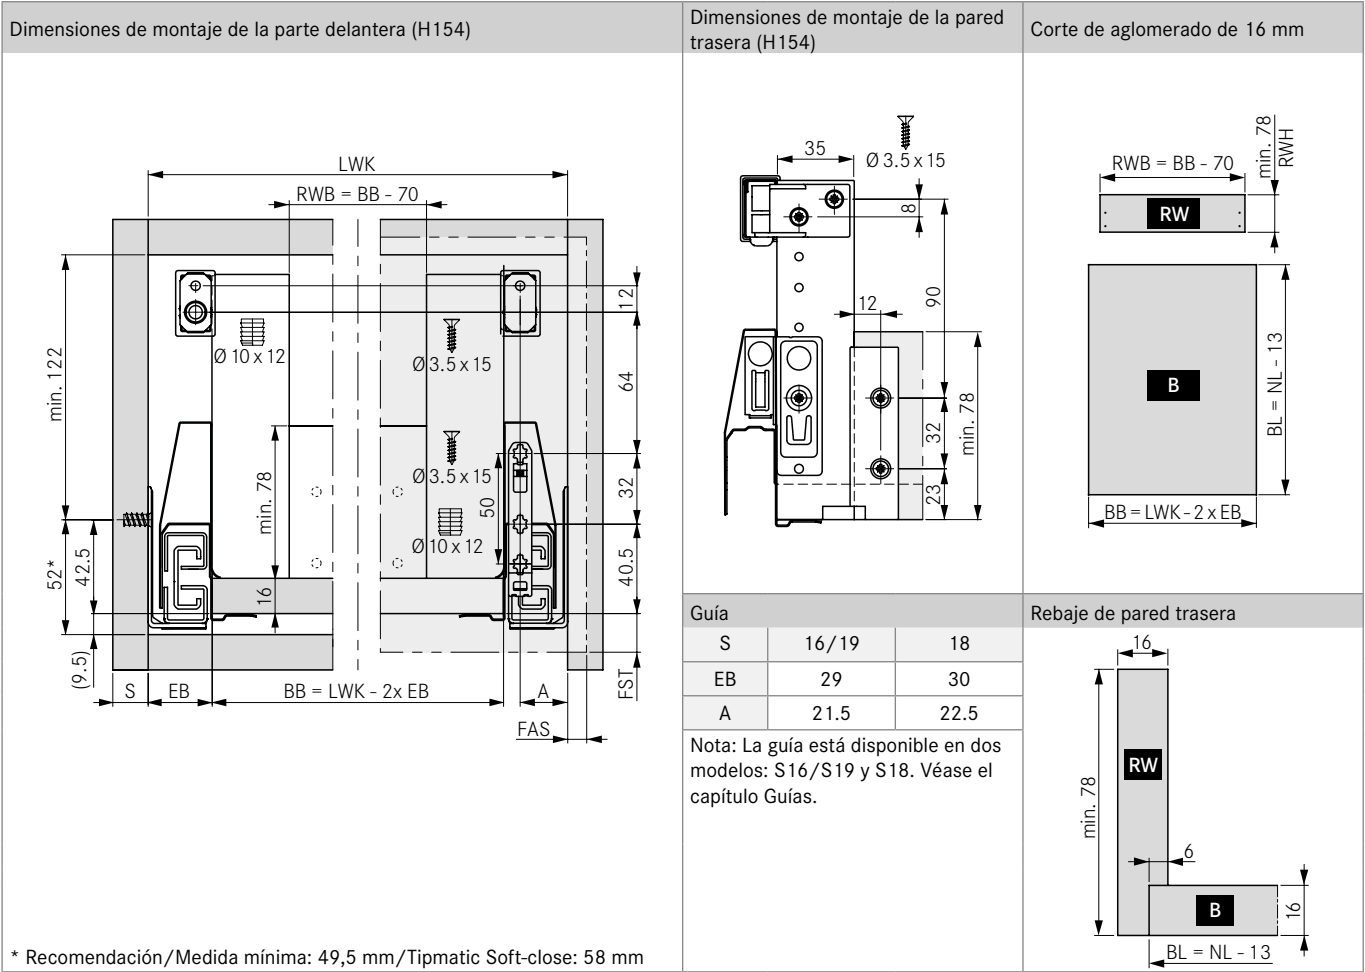 Dimensiones de montaje de la parte delantera (H154)
LWK
RWB = BB - 70
min. 122
Ø 10 x 12
Ø 3.5 x 15
12
64
min. 78
Ø 3.5 x 15
50
32
Ø 10 x 12
52*
42.5
16
40.5
(9.5)
S
EB
BB = LWK - 2x EB
A
FST
FAS
* Recomendación/Medida mínima: 49,5 mm/Tipmatic Soft-close: 58 mm
Dimensiones de montaje de la pared
trasera (H154)
35
Ø 3.5 x 15
8
90
12
min. 78
32
23
Corte de aglomerado de 16 mm
RWB = BB - 70
min. 78
RWH
RW
B
BL = NL - 13
BB = LWK - 2 x EB
Guía
S 16/19 18
EB 29 30
A 21.5 22.5
Nota: La guía está disponible en dos
modelos: S16/S19 y S18. Véase el
capítulo Guías.
Rebaje de pared trasera
16
RW
min. 78
6
B
16
BL = NL - 13